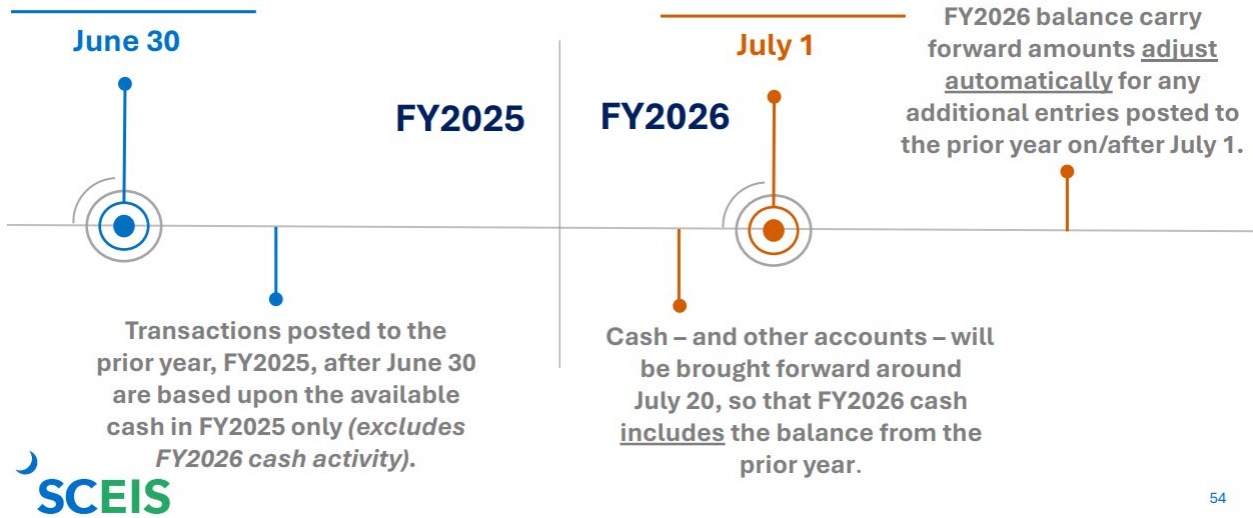 June 30
FY2025
Transactions posted to the
prior year, FY2025, after June 30
are based upon the available
cash in FY2025 only (excludes
FY2026 cash activity).
July 1
FY2026
FY2026 balance carry
forward amounts adjust
automatically for any
additional entries posted to
the prior year on/after July 1.
Cash – and other accounts – will
be brought forward around
July 20, so that FY2026 cash
includes the balance from the
prior year.
SCEIS
54